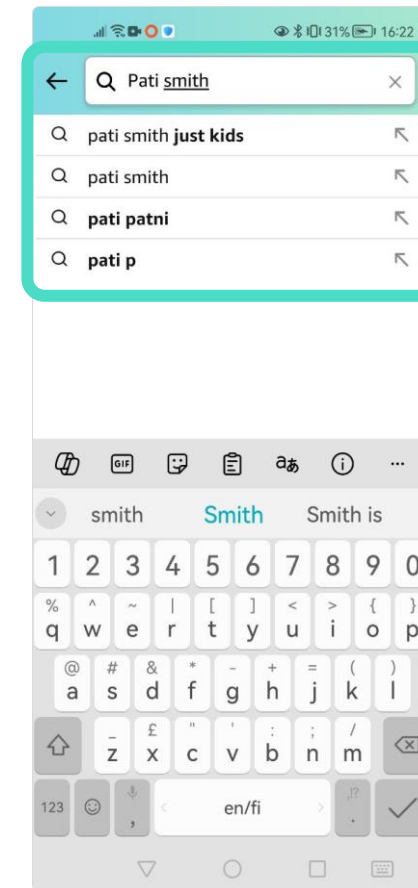 31% 16:22
Pati smith
pati smith just kids
pati smith
pati patni
pati p
GIF aあ
smith Smith Smith is
1 2 3 4 5 6 7 8 9 0
% ^ ~ | [ ] < > { }
q w e r t y u i o p
@ # & * - + = ( )
a s d f g h j k l
_ £ " ' : ; /
z x c v b n m
123 , en/fi ,!? .